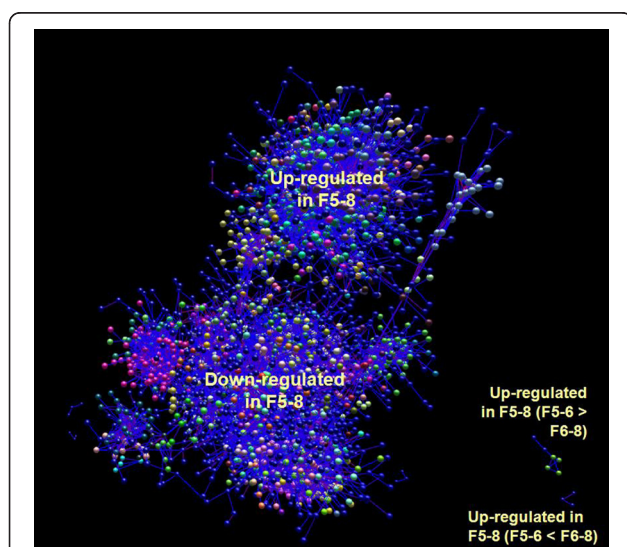 Up-regulated
in F5-8
Down-regulated
in F5-8
Up-regulated
in F5-8 (F5-6 >
F6-8)
Up-regulated in
F5-8 (F5-6 < F6-8)